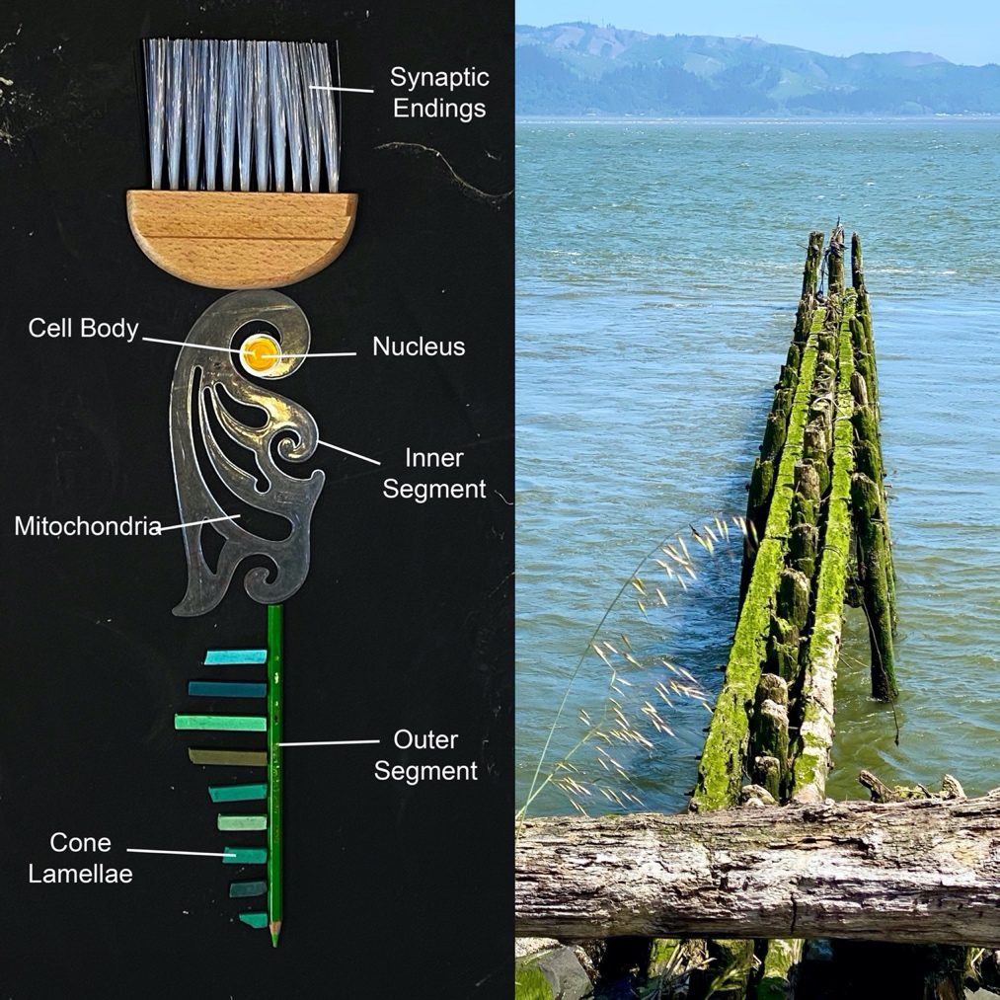 Synaptic
Endings
Cell Body
Nucleus
Inner
Segment
Mitochondria
Outer
Segment
Cone
Lamellae